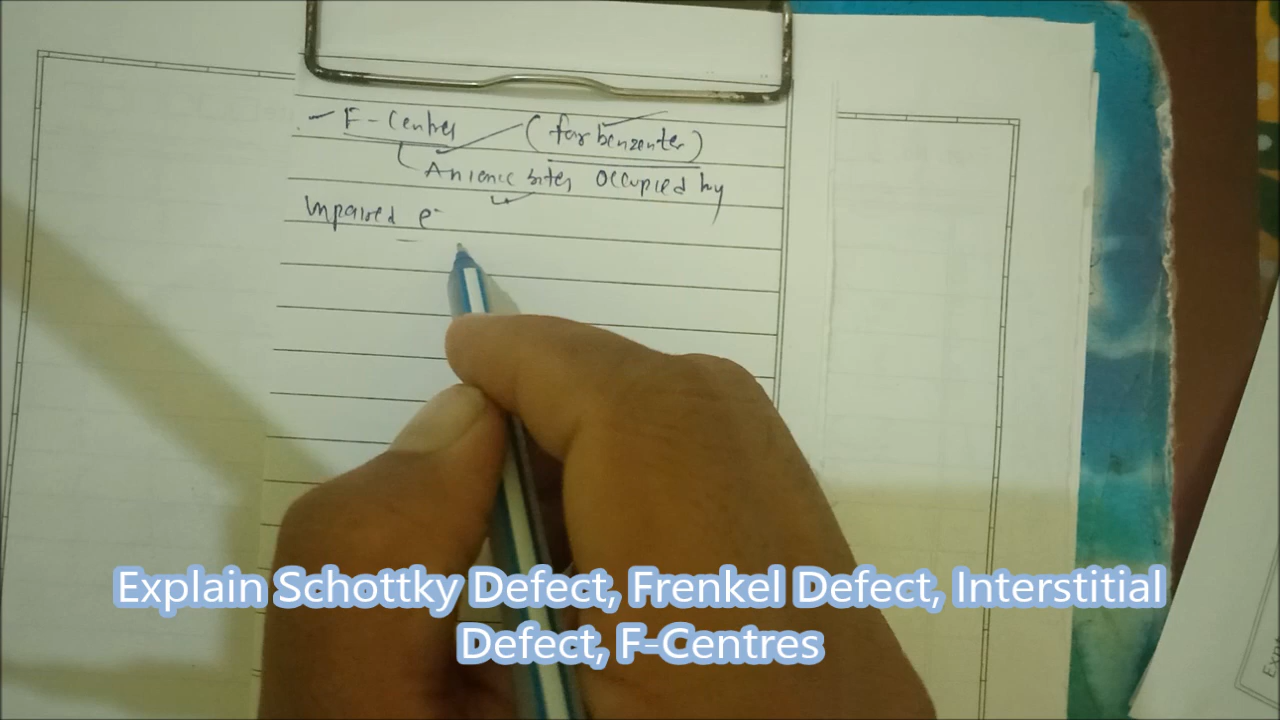 F-Centres (farbenzenter)
Anionic sites occupied by
unpaired e-
Explain Schottky Defect, Frenkel Defect, Interstitial
Defect, F-Centres